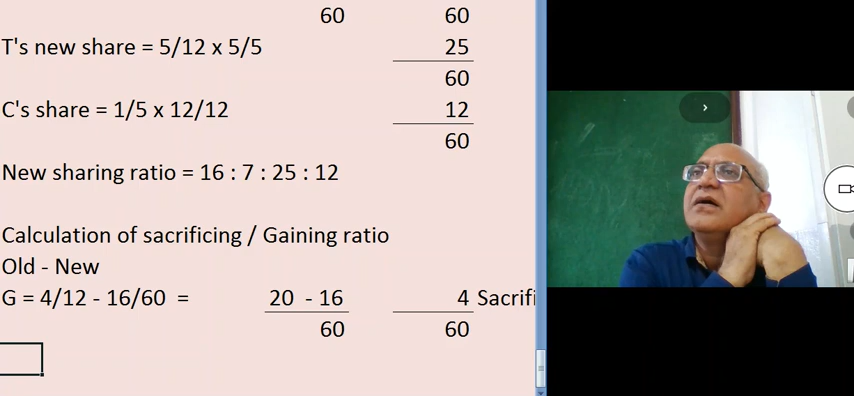 60 60
T's new share = 5/12 x 5/5 25
60
C's share = 1/5 x 12/12 12
60
New sharing ratio = 16 : 7 : 25 : 12
Calculation of sacrificing / Gaining ratio
Old - New
G = 4/12 - 16/60 = 20 - 16 4 Sacrifi
60 60